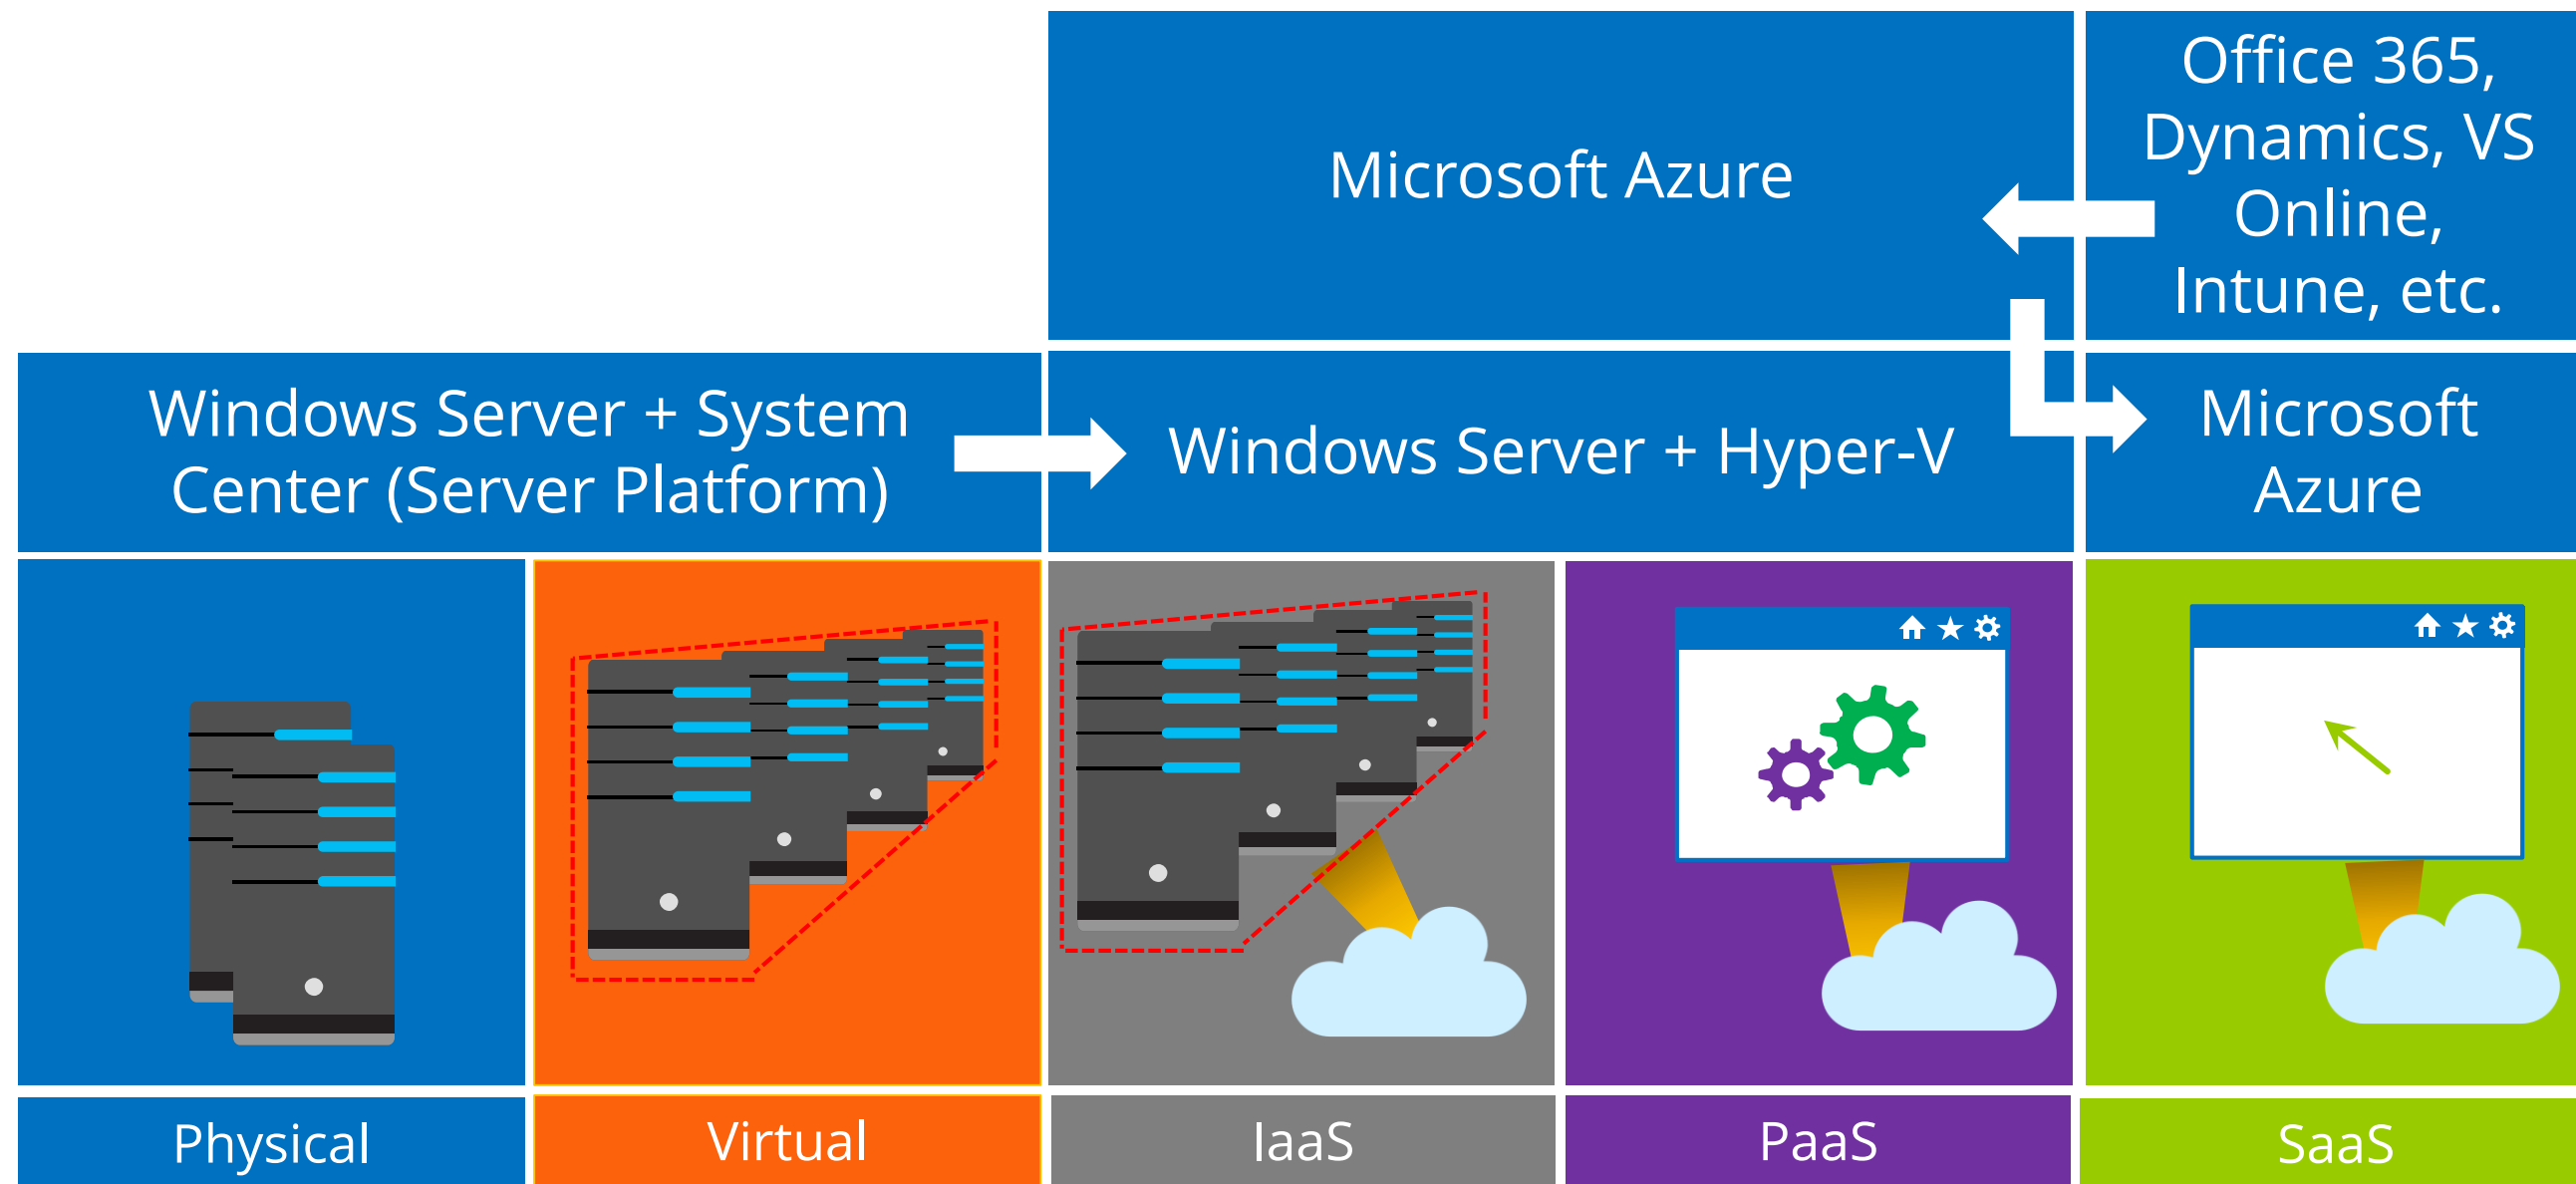 Microsoft Azure
Office 365,
Dynamics, VS
Online,
Intune, etc.
Windows Server + System
Center (Server Platform)
Windows Server + Hyper-V
Microsoft
Azure
Physical
Virtual
IaaS
PaaS
SaaS